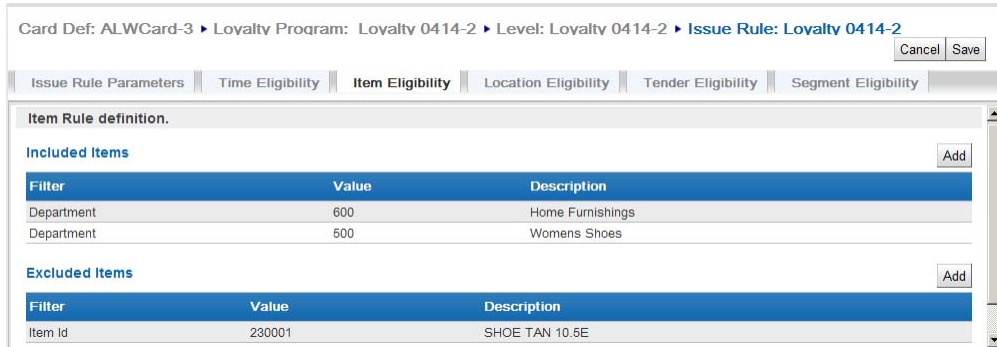 Card Def: ALWCard-3 ▸ Loyalty Program: Loyalty 0414-2 ▸ Level: Loyalty 0414-2 ▸ Issue Rule: Loyalty 0414-2
Cancel Save
Issue Rule Parameters Time Eligibility Item Eligibility Location Eligibility Tender Eligibility Segment Eligibility
Item Rule definition.
Included Items Add
Filter Value Description
Department 600 Home Furnishings
Department 500 Womens Shoes
Excluded Items Add
Filter Value Description
Item Id 230001 SHOE TAN 10.5E